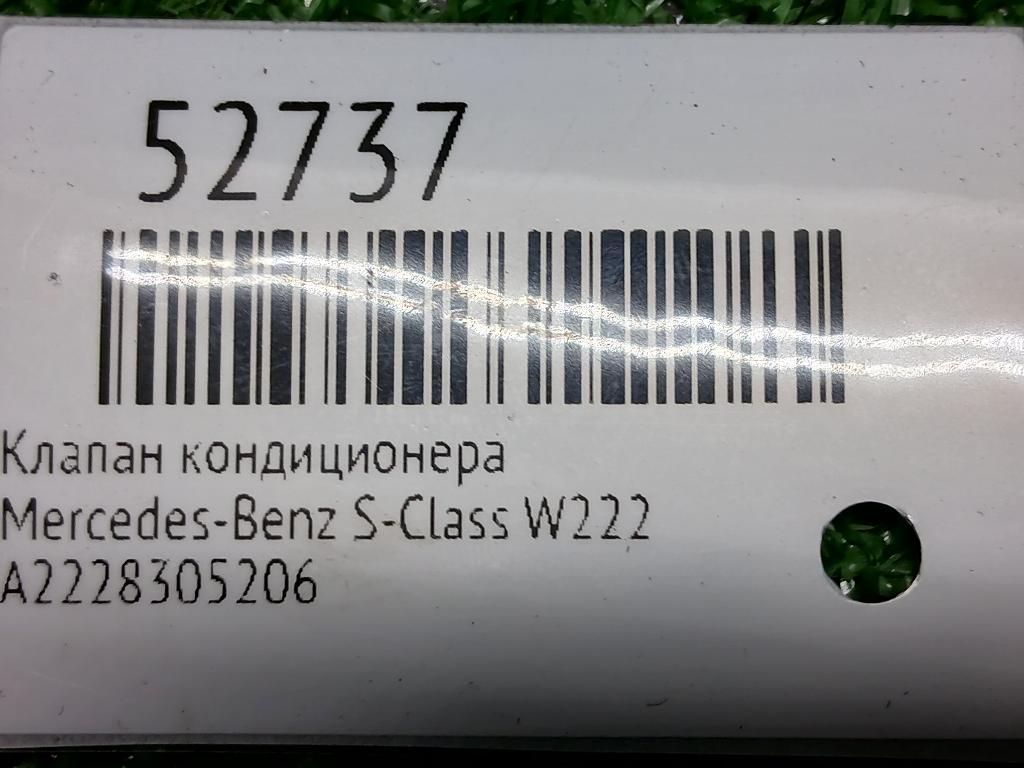 52737
Клапан кондиционера
Mercedes-Benz S-Class W222
A2228305206